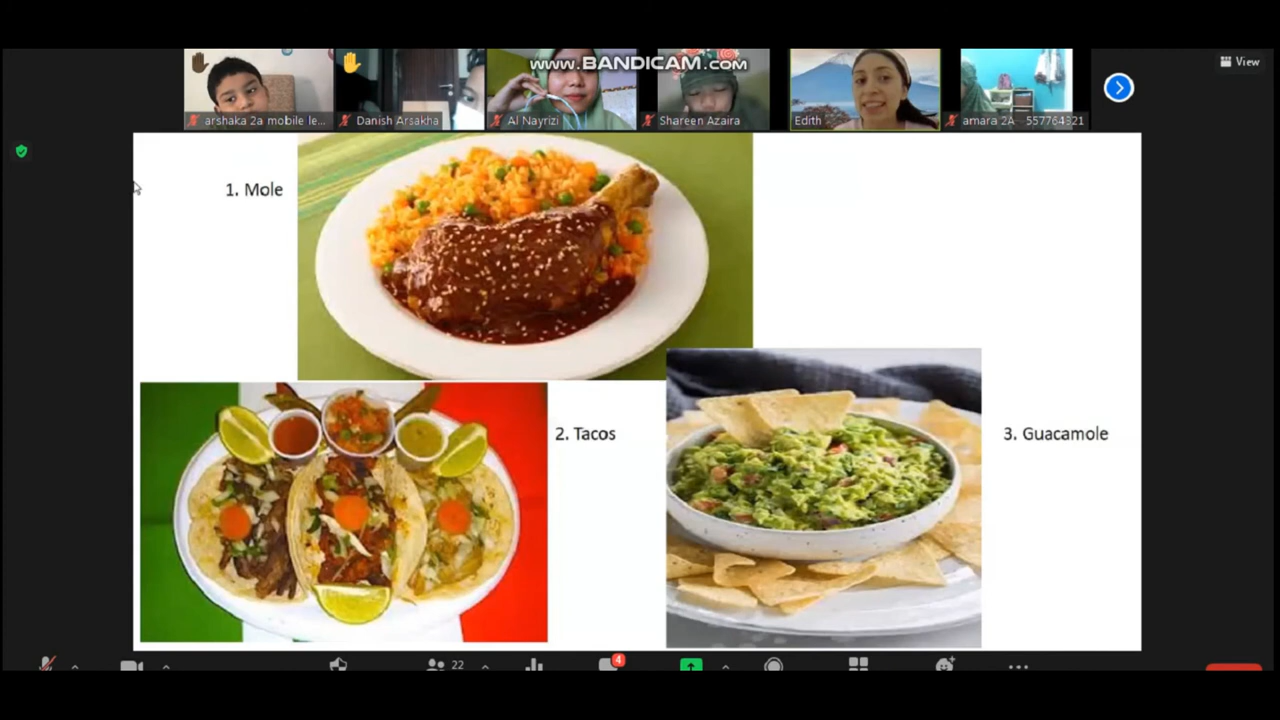 www.BANDICAM.com
View
arshaka 2a mobile le...
Danish Arsakha
Al Nayrizi
Shareen Azaira
Edith
amara 2A - 557764321
1. Mole
2. Tacos
3. Guacamole
22
4